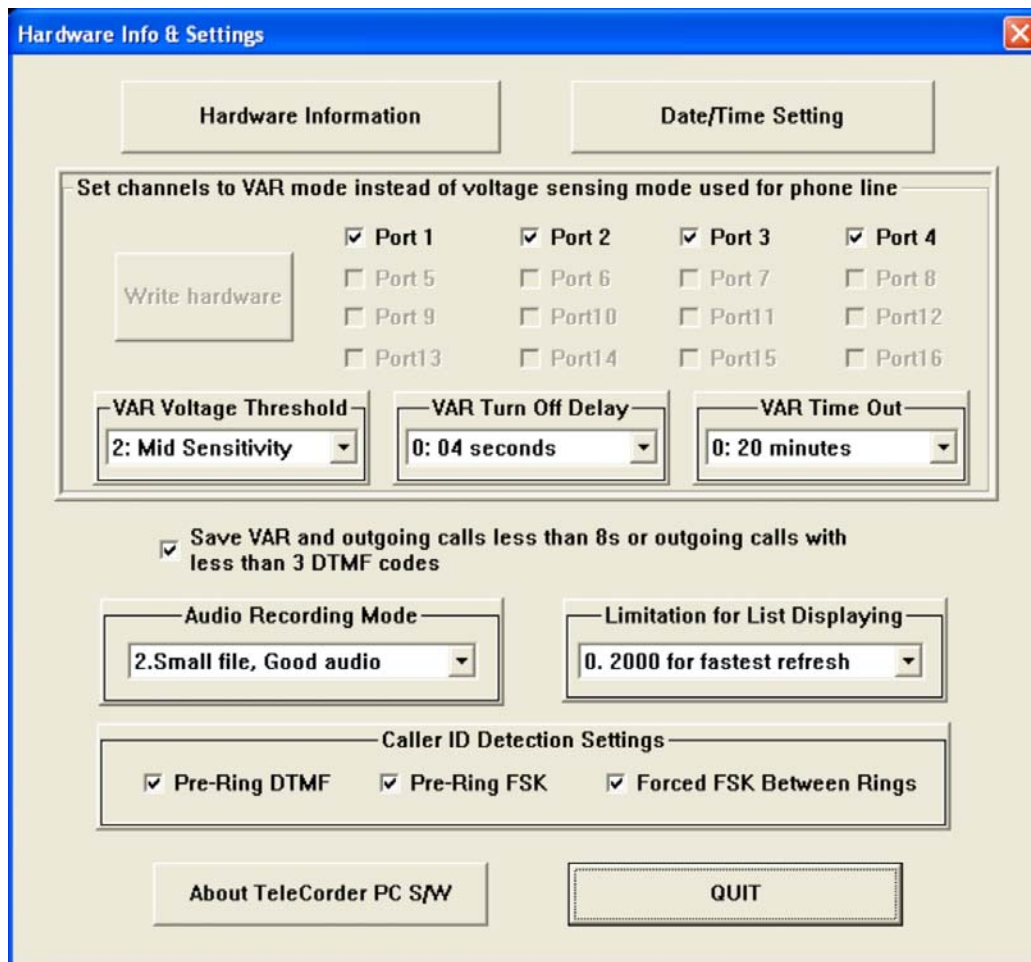 Hardware Info & Settings
Hardware Information
Date/Time Setting
Set channels to VAR mode instead of voltage sensing mode used for phone line
Write hardware
Port 1 Port 2 Port 3 Port 4
Port 5 Port 6 Port 7 Port 8
Port 9 Port10 Port11 Port12
Port13 Port14 Port15 Port16
VAR Voltage Threshold
2: Mid Sensitivity
VAR Turn Off Delay
0: 04 seconds
VAR Time Out
0: 20 minutes
Save VAR and outgoing calls less than 8s or outgoing calls with
less than 3 DTMF codes
Audio Recording Mode
2.Small file, Good audio
Limitation for List Displaying
0. 2000 for fastest refresh
Caller ID Detection Settings
Pre-Ring DTMF Pre-Ring FSK Forced FSK Between Rings
About TeleCorder PC S/W
QUIT